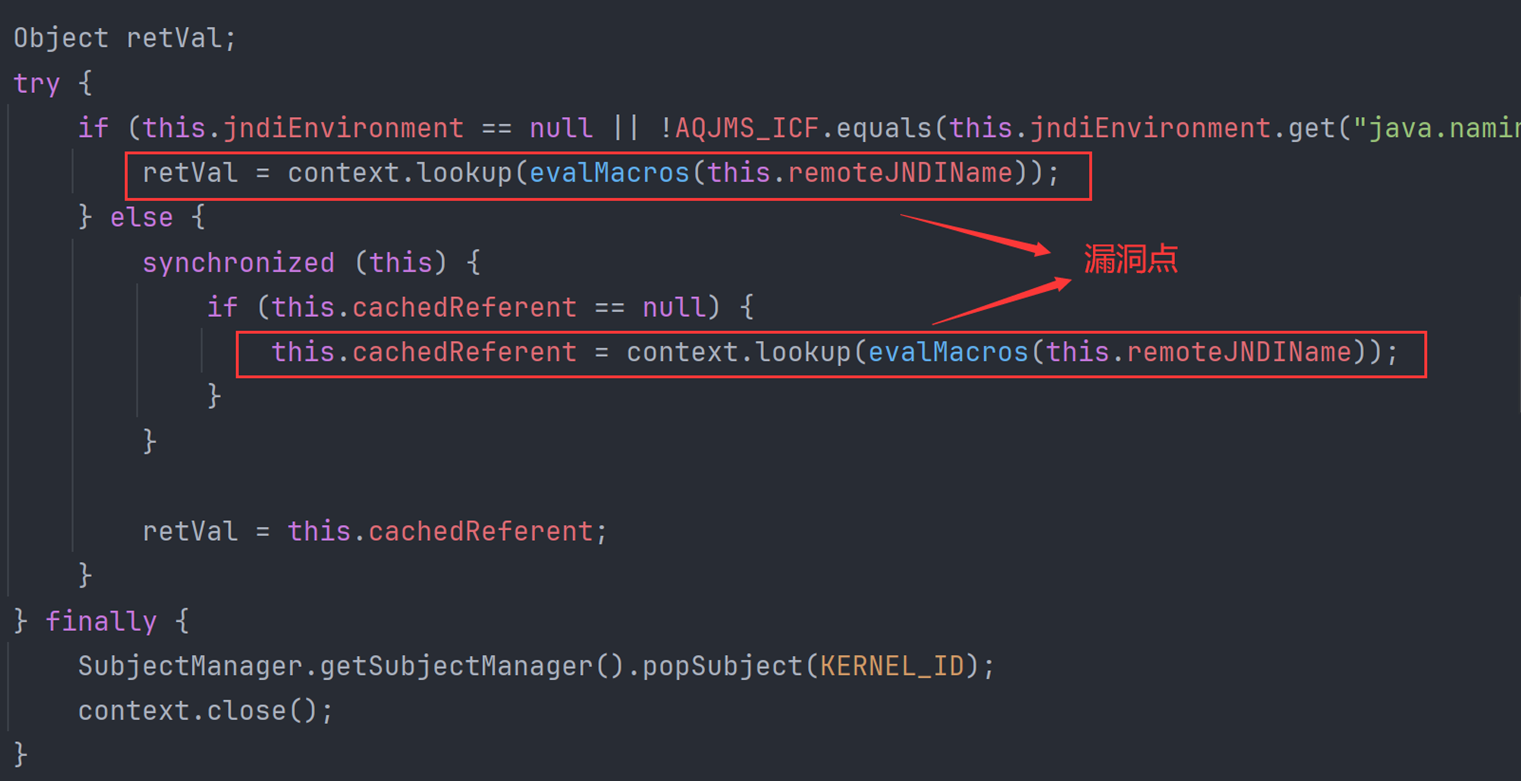 Object retVal;
try {
if (this.jndiEnvironment == null || !AQJMS_ICF.equals(this.jndiEnvironment.get("java.namin
retVal = context.lookup(evalMacros(this.remoteJNDIName));
} else {
synchronized (this) {
漏洞点
if (this.cachedReferent == null) {
this.cachedReferent = context.lookup(evalMacros(this.remoteJNDIName));
}
}
retVal = this.cachedReferent;
}
} finally {
SubjectManager.getSubjectManager().popSubject(KERNEL_ID);
context.close();
}